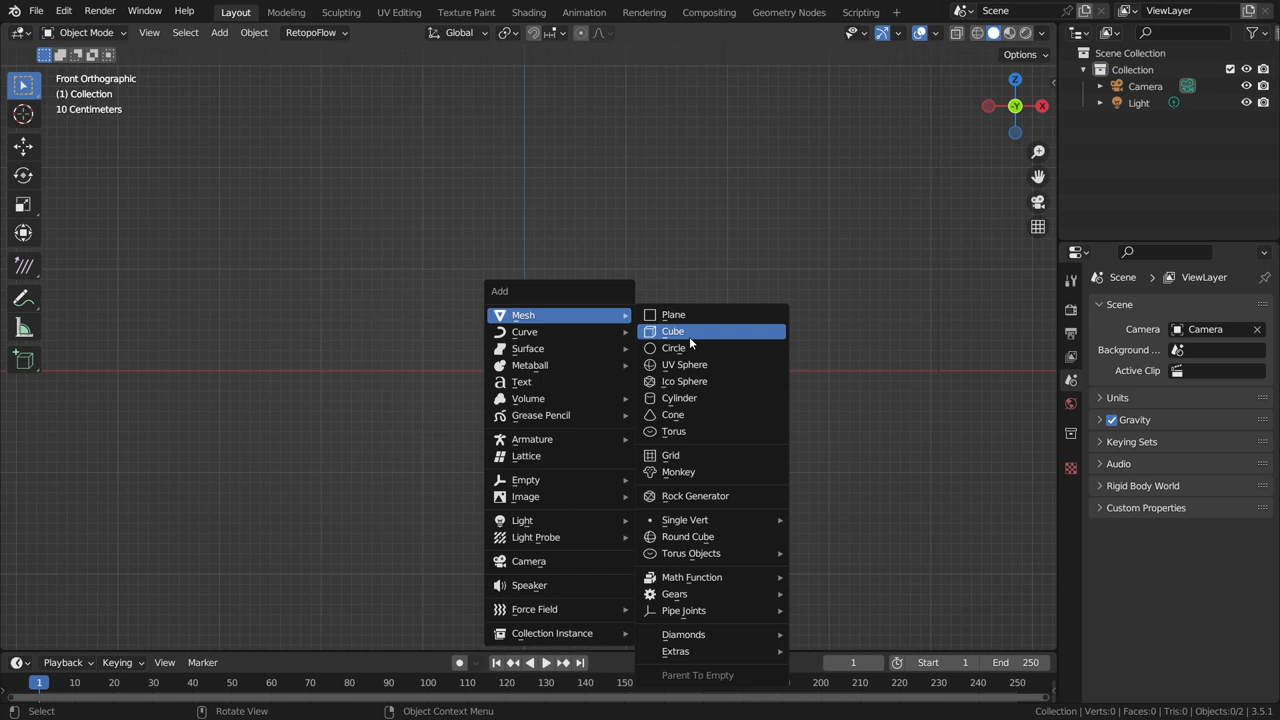 File Edit Render Window Help Layout Modeling Sculpting UV Editing Texture Paint Shading Animation Rendering Compositing Geometry Nodes Scripting Scene ViewLayer
Object Mode View Select Add Object RetopoFlow Global
Options
Front Orthographic
(1) Collection
10 Centimeters
Z
-Y
X
Scene Collection
Collection
Camera
Light
Scene ViewLayer
Scene
Camera Camera
Background ...
Active Clip
Units
Gravity
Keying Sets
Audio
Rigid Body World
Custom Properties
Add
Mesh
Curve
Surface
Metaball
Text
Volume
Grease Pencil
Armature
Lattice
Empty
Image
Light
Light Probe
Camera
Speaker
Force Field
Collection Instance
Plane
Cube
Circle
UV Sphere
Ico Sphere
Cylinder
Cone
Torus
Grid
Monkey
Rock Generator
Single Vert
Round Cube
Torus Objects
Math Function
Gears
Pipe Joints
Diamonds
Extras
Parent To Empty
Playback Keying View Marker 1 Start 1 End 250
1 10 20 30 40 50 60 70 80 90 100 110 120 130 140 150 200 210 220 230 240 250
Select Rotate View Object Context Menu Collection | Verts:0 | Faces:0 | Tris:0 | Objects:0/2 | 3.5.1